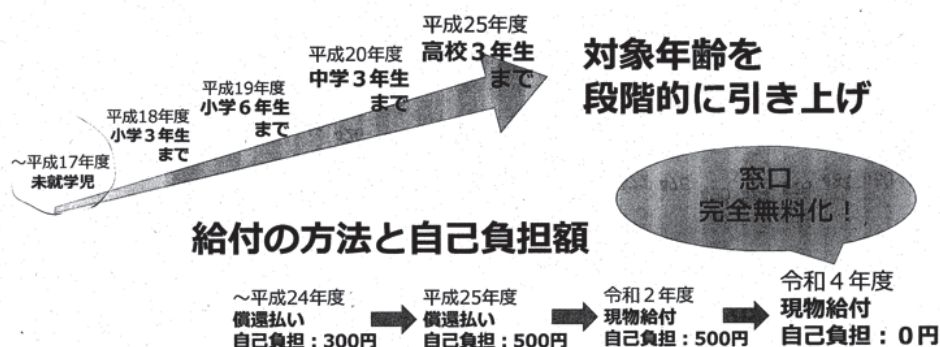 平成25年度
高校3年生
まで
平成20年度
中学3年生
まで
平成19年度
小学6年生
まで
平成18年度
小学3年生
まで
~平成17年度
未就学児
対象年齢を
段階的に引き上げ
窓口
完全無料化!
給付の方法と自己負担額
~平成24年度
償還払い
自己負担:300円
平成25年度
償還払い
自己負担:500円
令和2年度
現物給付
自己負担:500円
令和4年度
現物給付
自己負担:0円